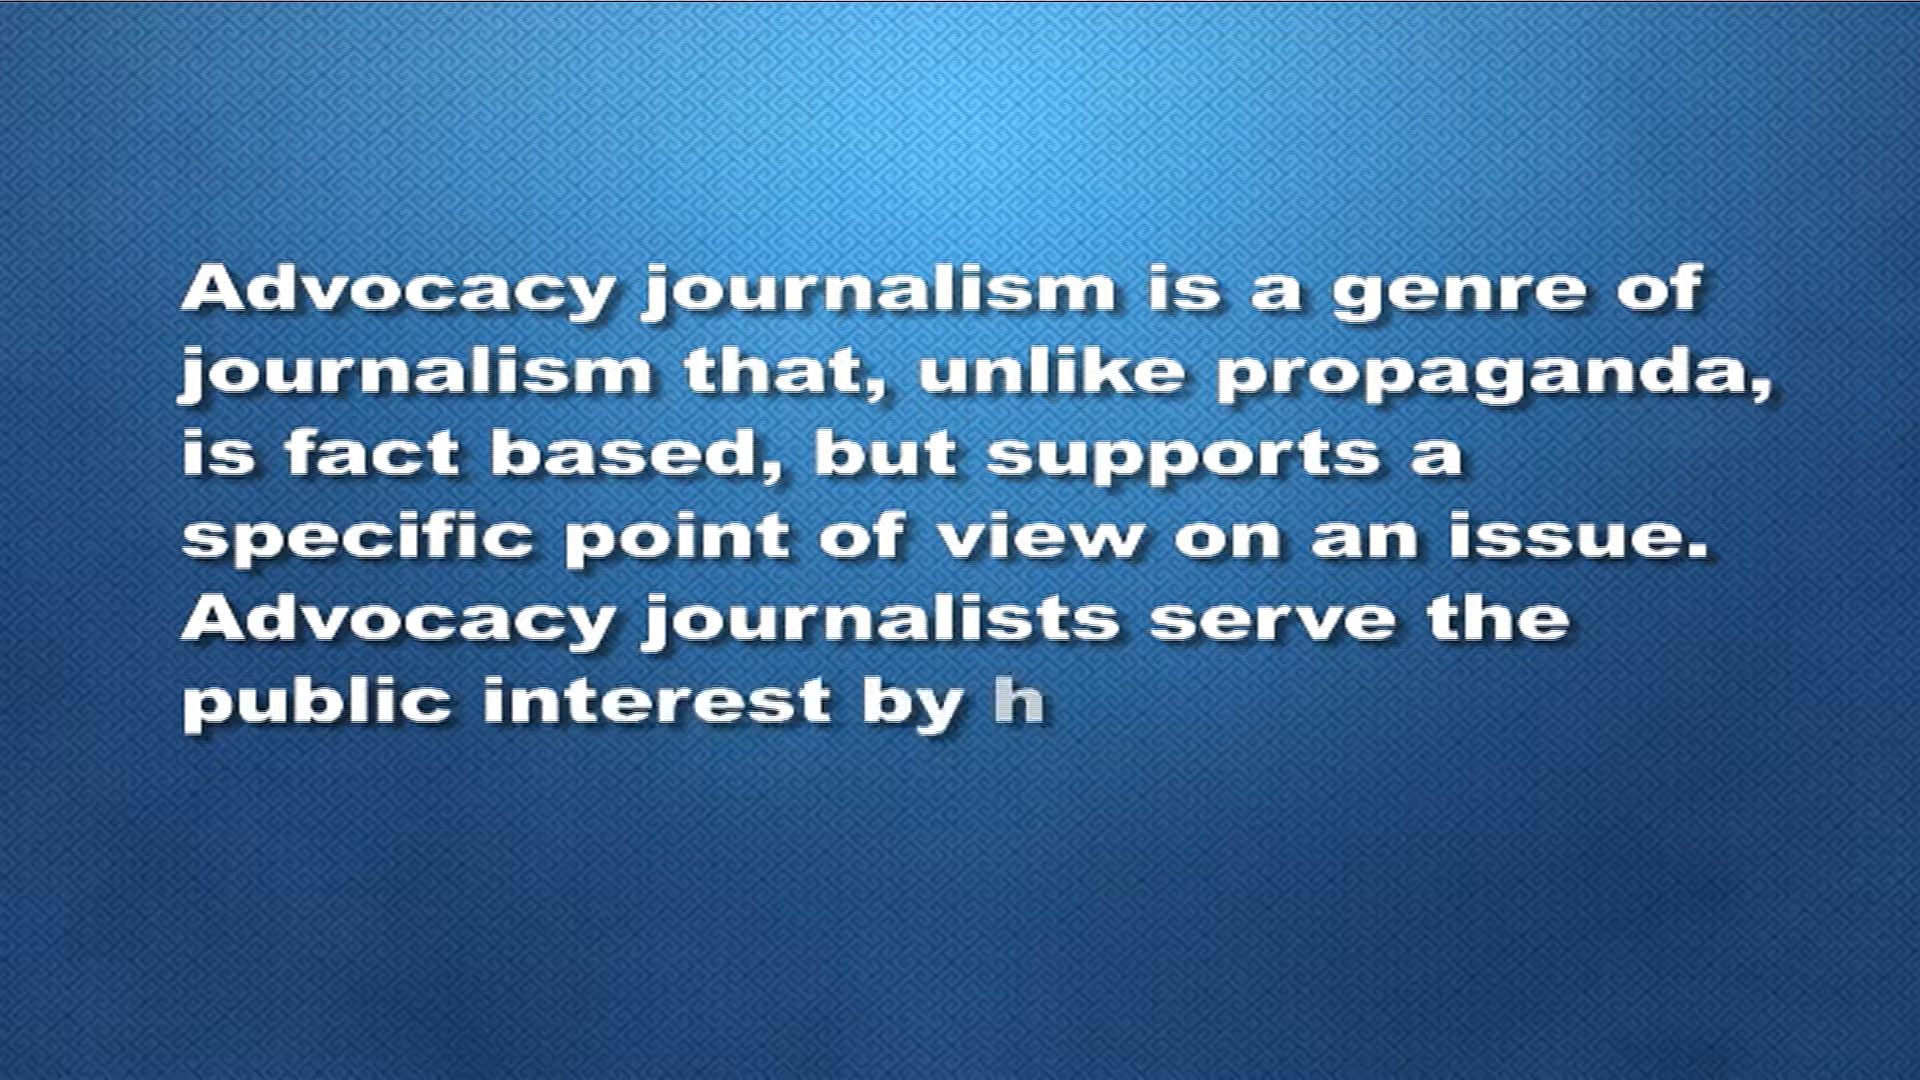 Advocacy journalism is a genre of
journalism that, unlike propaganda,
is fact based, but supports a
specific point of view on an issue.
Advocacy journalists serve the
public interest by h